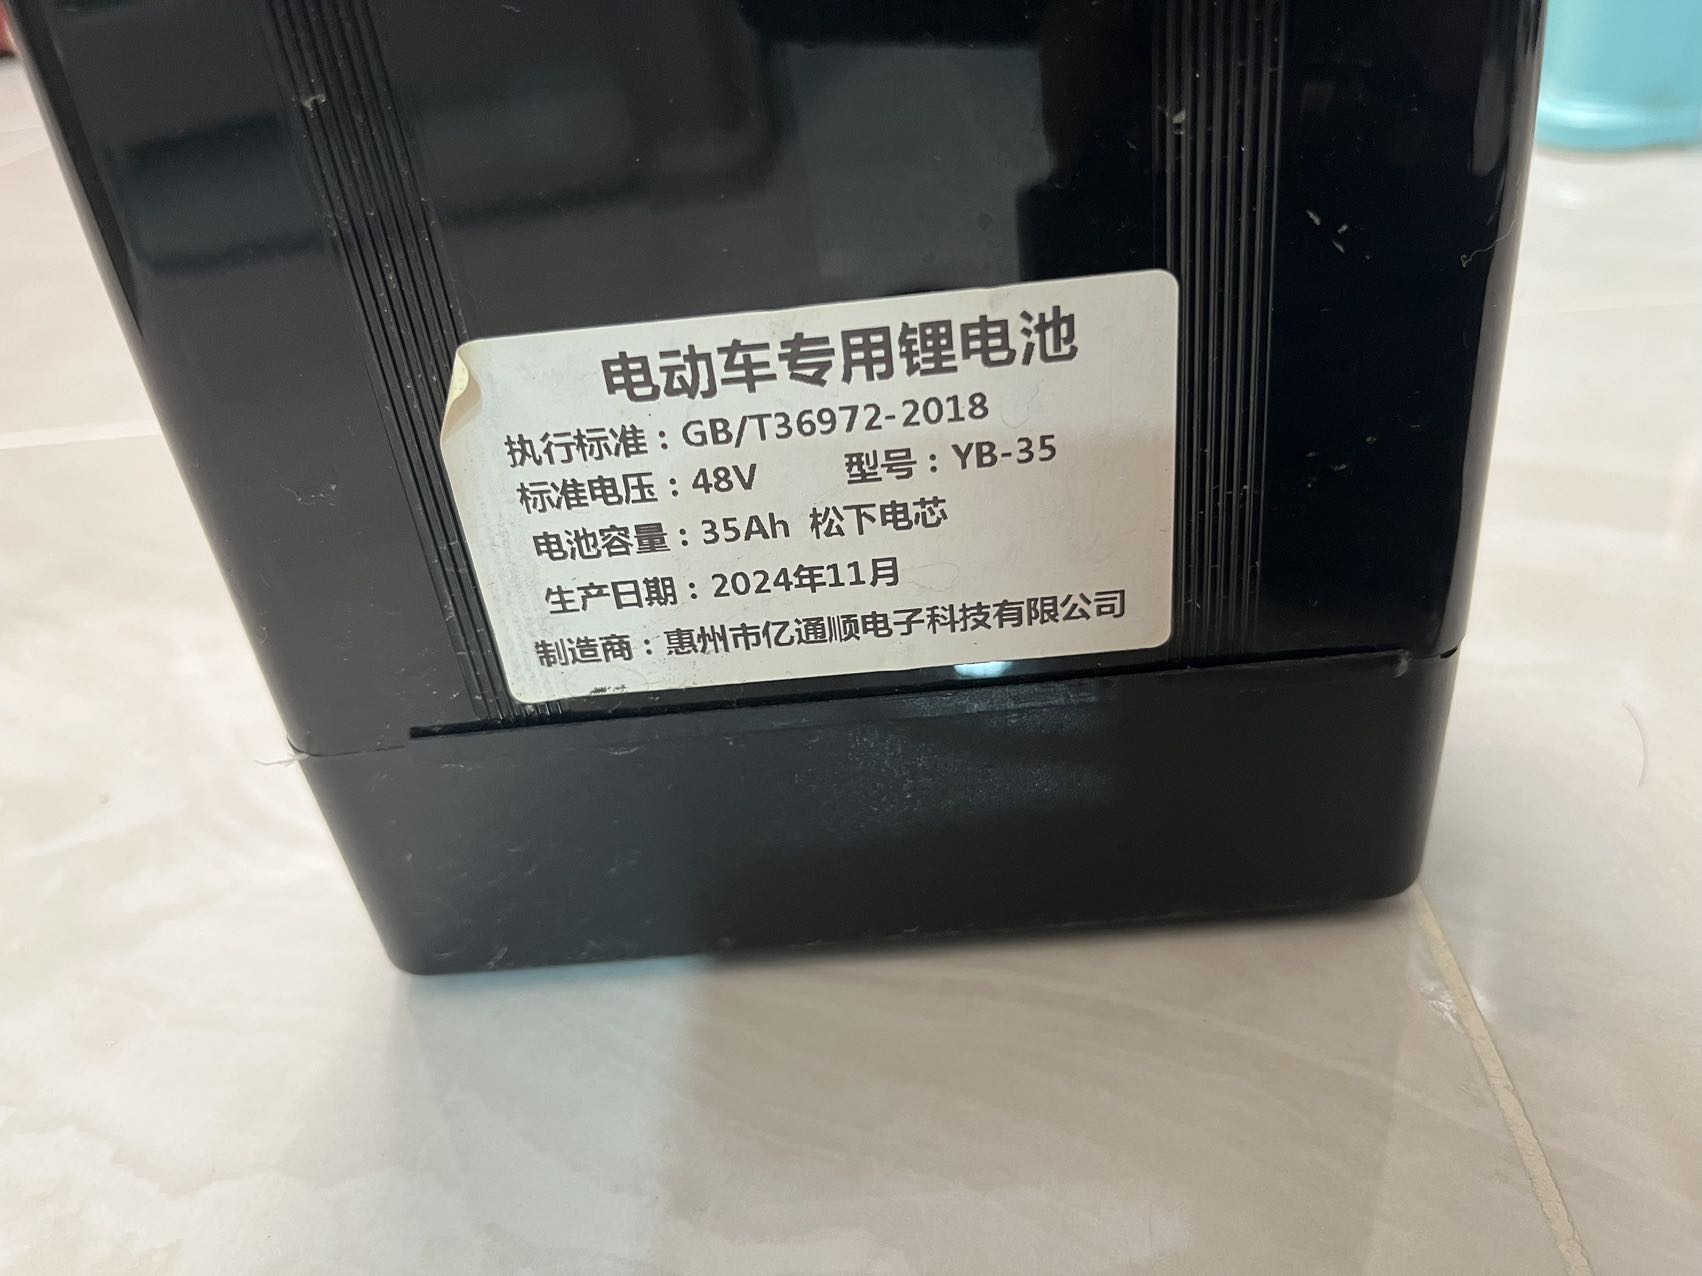 电动车专用锂电池
执行标准：GB/T36972-2018
标准电压：48V 型号：YB-35
电池容量：35Ah 松下电芯
生产日期：2024年11月
制造商：惠州市亿通顺电子科技有限公司